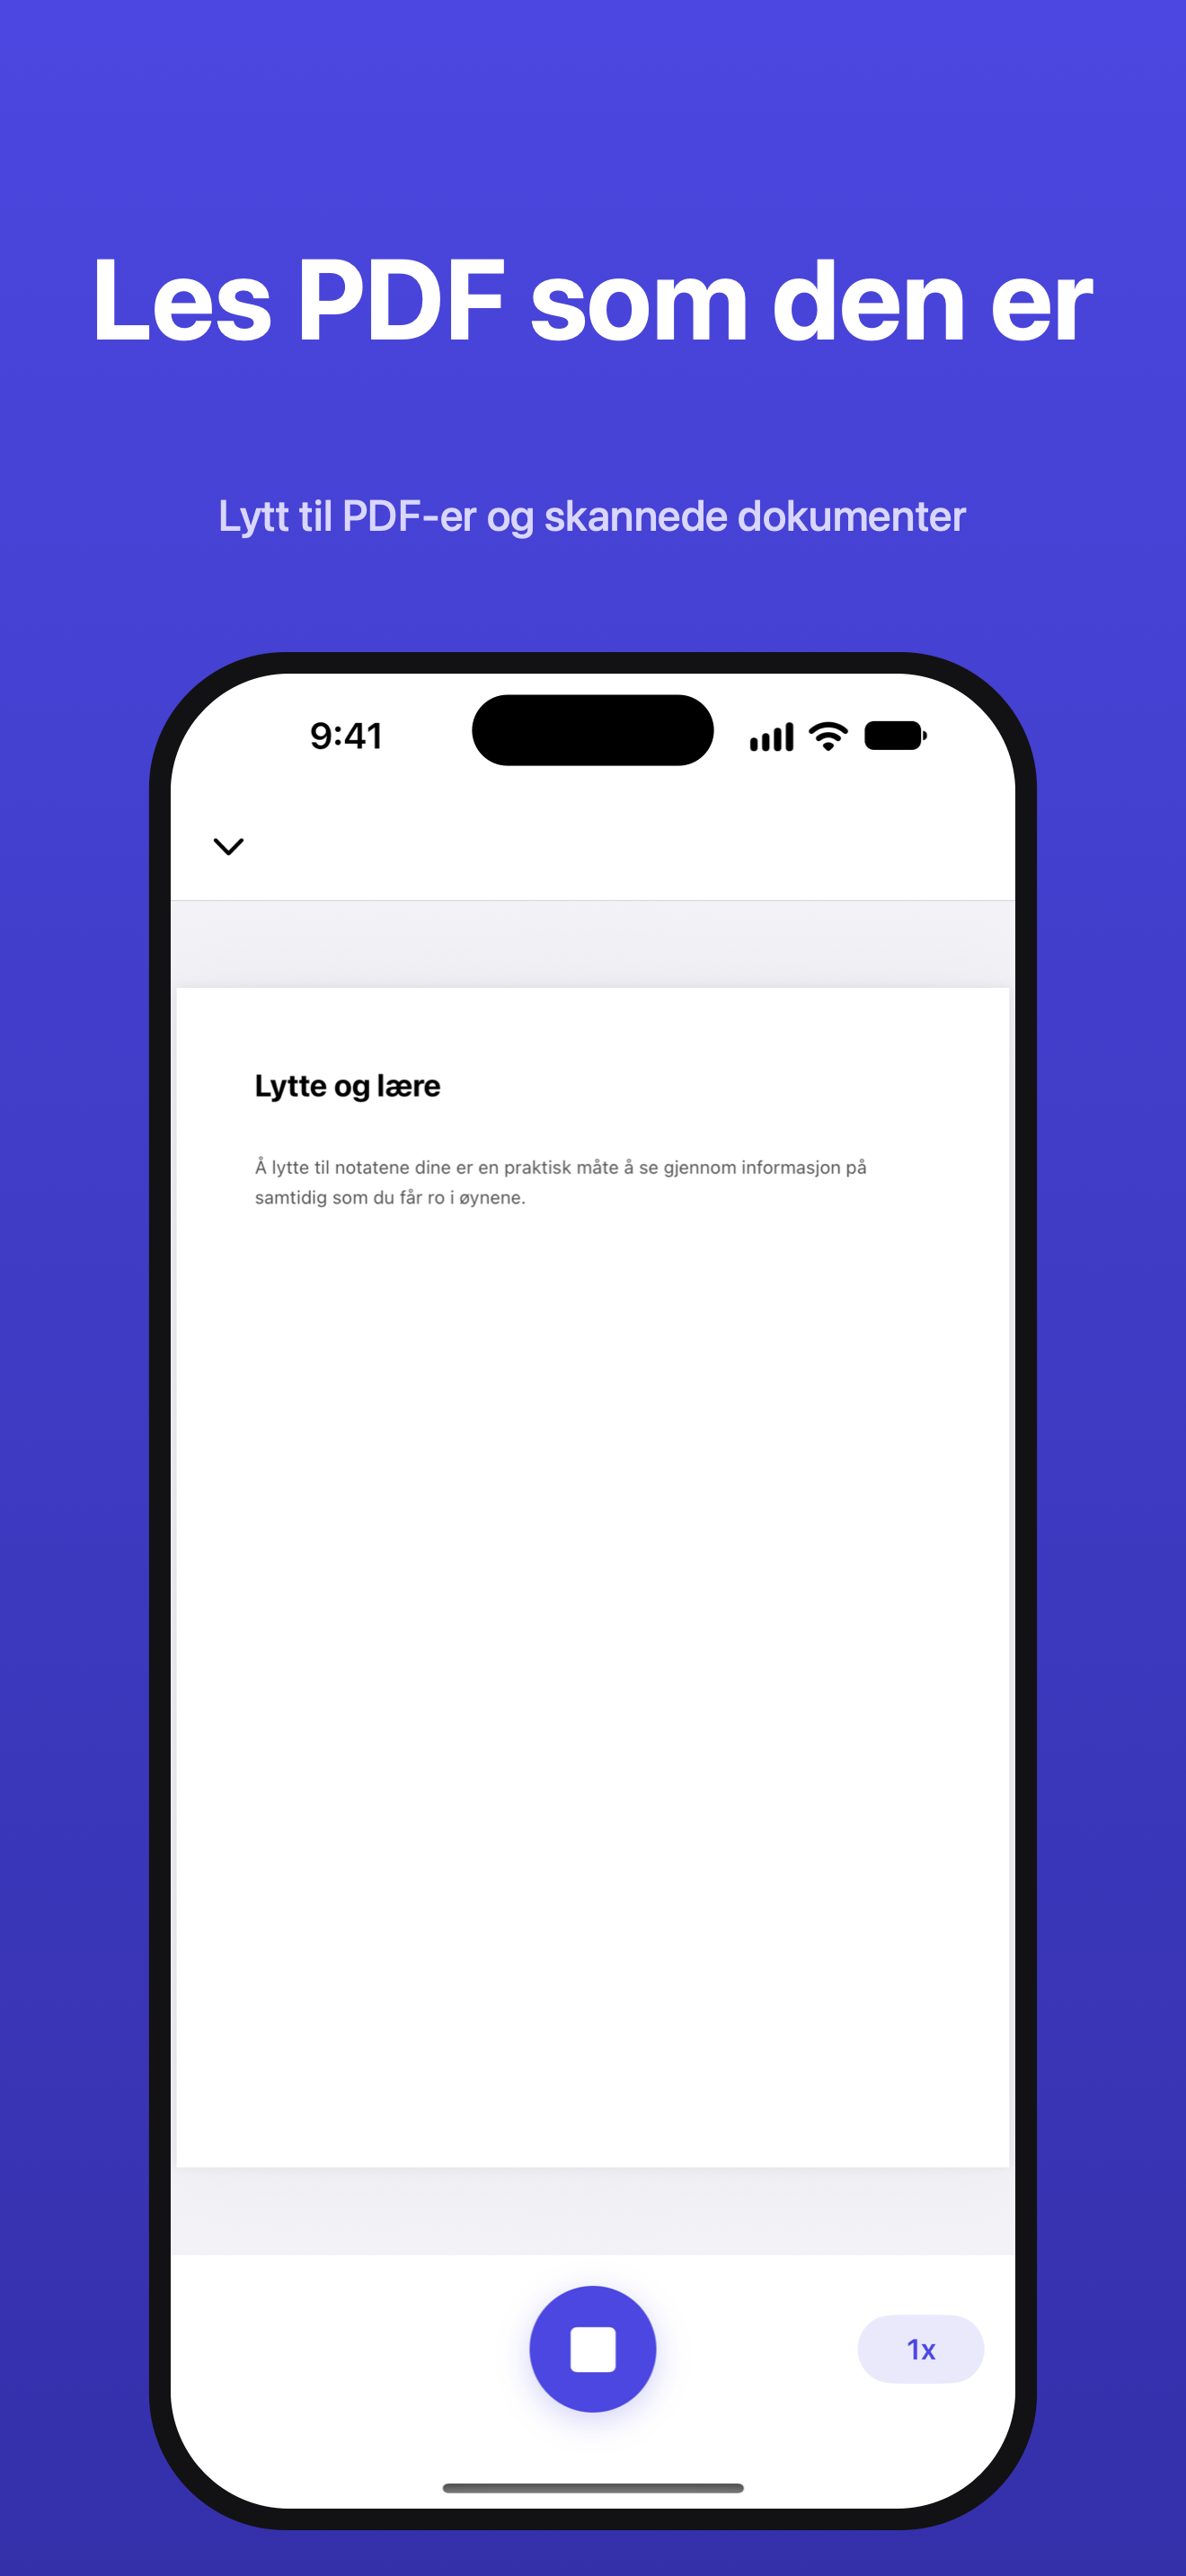 Les PDF som den er
Lytt til PDF-er og skannede dokumenter
9:41
Lytte og lære
Å lytte til notatene dine er en praktisk måte å se gjennom informasjon på
samtidig som du får ro i øynene.
1x